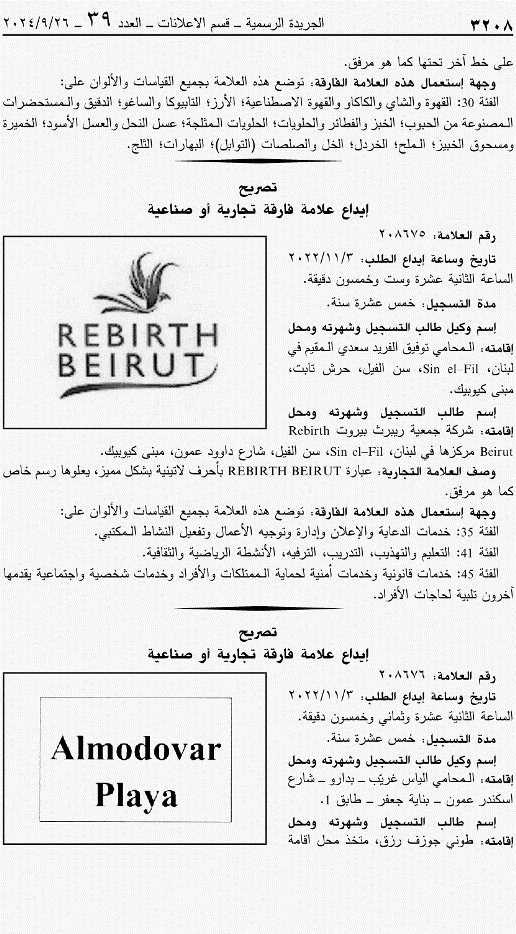 ٣٢٠٨ الجريدة الرسمية ــ قسم الاعلانات ــ العدد ٣٩ ــ ٢٠٢٤/٩/٢٦
على خط آخر تحتها كما هو مرفق.
وجهة إستعمال هذه العلامة الفارقة: توضع هذه العلامة بجميع القياسات والألوان على:
الفئة 30: القهوة والشاي والكاكاو والقهوة الاصطناعية؛ الأرز؛ التابيوكا والساغو؛ الدقيق والمستحضرات
المصنوعة من الحبوب؛ الخبز والفطائر والحلويات؛ الحلويات المثلجة؛ عسل النحل والعسل الأسود؛ الخميرة
ومسحوق الخبيز؛ الملح؛ الخردل؛ الخل والصلصات (التوابل)؛ البهارات؛ الثلج.
تصريح
إيداع علامة فارقة تجارية أو صناعية
رقم العلامة: ٢٠٨٦٧٥
تاريخ وساعة إيداع الطلب: ٢٠٢٢/١١/٣
الساعة الثانية عشرة وست وخمسون دقيقة.
مدة التسجيل: خمس عشرة سنة.
إسم وكيل طالب التسجيل وشهرته ومحل
إقامته: المحامي توفيق الفريد سعدي المقيم في
لبنان، Sin el–Fil، سن الفيل، حرش تابت،
مبنى كيوبيك.
إسم طالب التسجيل وشهرته ومحل
إقامته: شركة جمعية ريبرث بيروت Rebirth
Beirut مركزها في لبنان، Sin el–Fil، سن الفيل، شارع داوود عمون، مبنى كيوبيك.
REBIRTH
BEIRUT
وصف العلامة التجارية: عبارة REBIRTH BEIRUT بأحرف لاتينية بشكل مميز، يعلوها رسم خاص
كما هو مرفق.
وجهة إستعمال هذه العلامة الفارقة: توضع هذه العلامة بجميع القياسات والألوان على:
الفئة 35: خدمات الدعاية والإعلان وإدارة وتوجيه الأعمال وتفعيل النشاط المكتبي.
الفئة 41: التعليم والتهذيب، التدريب، الترفيه، الأنشطة الرياضية والثقافية.
الفئة 45: خدمات قانونية وخدمات أمنية لحماية الممتلكات والأفراد وخدمات شخصية واجتماعية يقدمها
آخرون تلبية لحاجات الأفراد.
تصريح
إيداع علامة فارقة تجارية أو صناعية
رقم العلامة: ٢٠٨٦٧٦
تاريخ وساعة إيداع الطلب: ٢٠٢٢/١١/٣
الساعة الثانية عشرة وثماني وخمسون دقيقة.
مدة التسجيل: خمس عشرة سنة.
إسم وكيل طالب التسجيل وشهرته ومحل
إقامته: المحامي الياس غريّب ــ بدارو ــ شارع
اسكندر عمون ــ بناية جعفر ــ طابق 1.
إسم طالب التسجيل وشهرته ومحل
إقامته: طوني جوزف رزق، متخذ محل اقامة
Almodovar
Playa